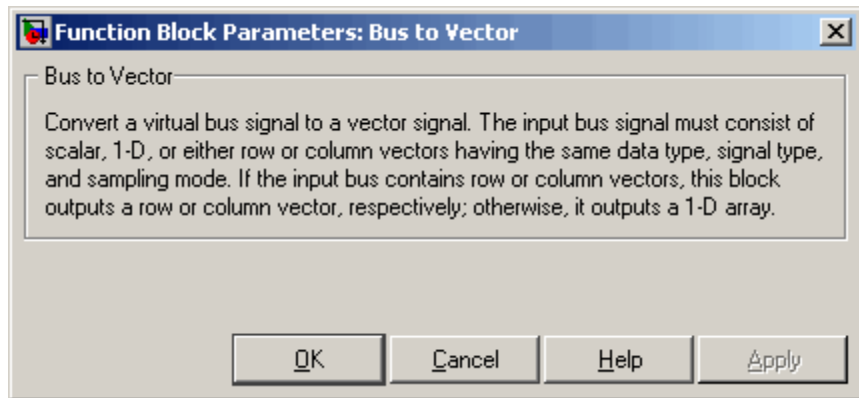 Function Block Parameters: Bus to Vector
Bus to Vector
Convert a virtual bus signal to a vector signal. The input bus signal must consist of
scalar, 1-D, or either row or column vectors having the same data type, signal type,
and sampling mode. If the input bus contains row or column vectors, this block
outputs a row or column vector, respectively; otherwise, it outputs a 1-D array.
OK Cancel Help Apply